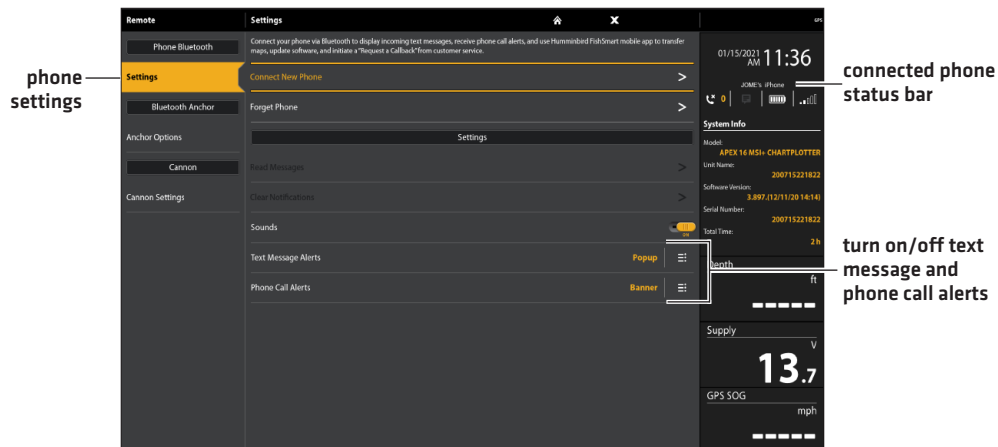 Remote
Settings
GPS
Phone Bluetooth
Settings
Bluetooth Anchor
Anchor Options
Cannon
Cannon Settings
Connect your phone via Bluetooth to display incoming text messages, receive phone call alerts, and use Humminbird FishSmart mobile app to transfer
maps, update software, and initiate a "Request a Callback" from customer service.
Connect New Phone
Forget Phone
Settings
Read Messages
Clear Notifications
Sounds
ON
Text Message Alerts Popup
Phone Call Alerts Banner
01/15/2021 11:36
AM
JOME's iPhone
0
System Info
Model:
APEX 16 MSI+ CHARTPLOTTER
Unit Name:
200715221822
Software Version:
3.897.(12/11/20 14:14)
Serial Number:
200715221822
Total Time:
2 h
Depth
ft
-----
Supply
V
13.7
GPS SOG
mph
-----
phone
settings
connected phone
status bar
turn on/off text
message and
phone call alerts